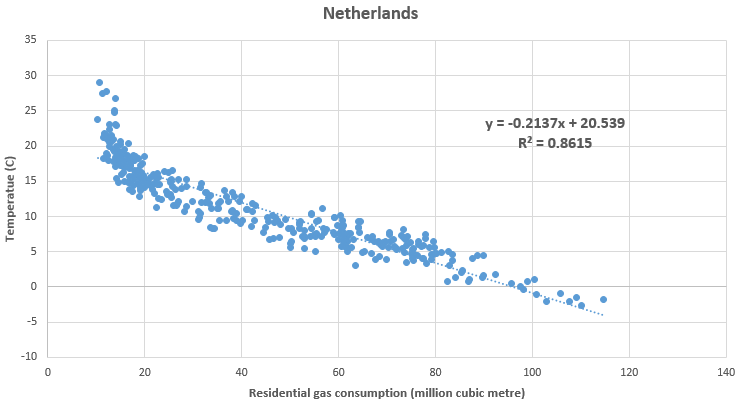 Netherlands
35
30
25
20
15
10
5
0
-5
-10
Temperatue (C)
y = -0.2137x + 20.539
R² = 0.8615
0 20 40 60 80 100 120 140
Residential gas consumption (million cubic metre)